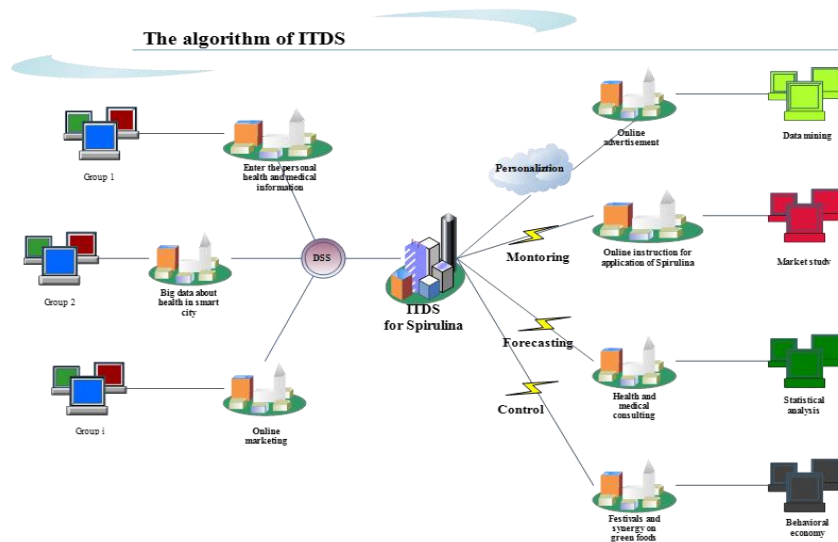 The algorithm of ITDS
Group 1
Enter the personal
health and medical
information
Group 2
Big data about
health in smart
city
Group i
Online
marketing
DSS
ITDS
for Spirulina
Personaliztion
Montoring
Forecasting
Control
Online
advertisement
Data mining
Online instruction for
application of Spirulina
Market study
Health and
medical
consulting
Statistical
analysis
Festivals and
synergy on
green foods
Behavioral
economy